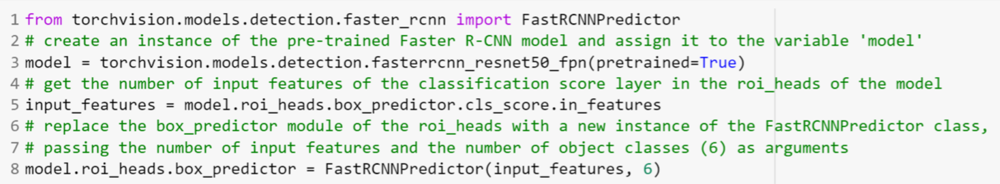 1 from torchvision.models.detection.faster_rcnn import FastRCNNPredictor
2 # create an instance of the pre-trained Faster R-CNN model and assign it to the variable 'model'
3 model = torchvision.models.detection.fasterrcnn_resnet50_fpn(pretrained=True)
4 # get the number of input features of the classification score layer in the roi_heads of the model
5 input_features = model.roi_heads.box_predictor.cls_score.in_features
6 # replace the box_predictor module of the roi_heads with a new instance of the FastRCNNPredictor class,
7 # passing the number of input features and the number of object classes (6) as arguments
8 model.roi_heads.box_predictor = FastRCNNPredictor(input_features, 6)